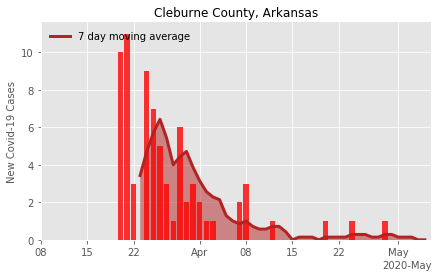 Cleburne County, Arkansas
7 day moving average
New Covid-19 Cases
10
8
6
4
2
0
08 15 22 Apr 08 15 22 May
2020-May